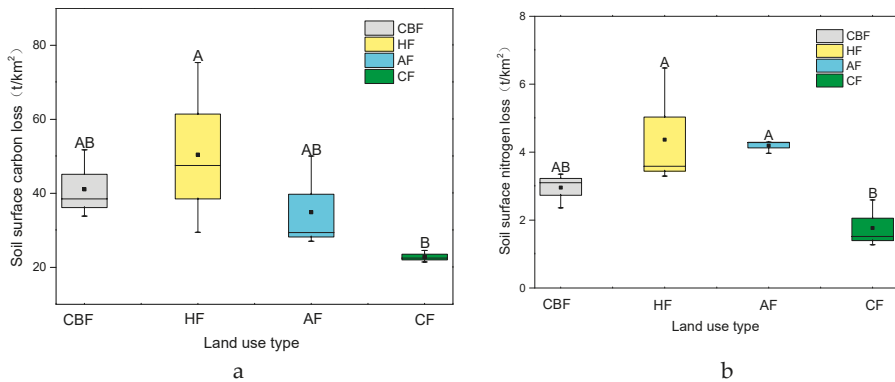 Soil surface carbon loss（t/km²）
80
60
40
20
AB
A
AB
B
CBF
HF
AF
CF
CBF
HF
AF
CF
Land use type
a
Soil surface nitrogen loss（t/km²）
8
6
4
2
0
AB
A
A
B
CBF
HF
AF
CF
CBF
HF
AF
CF
Land use type
b